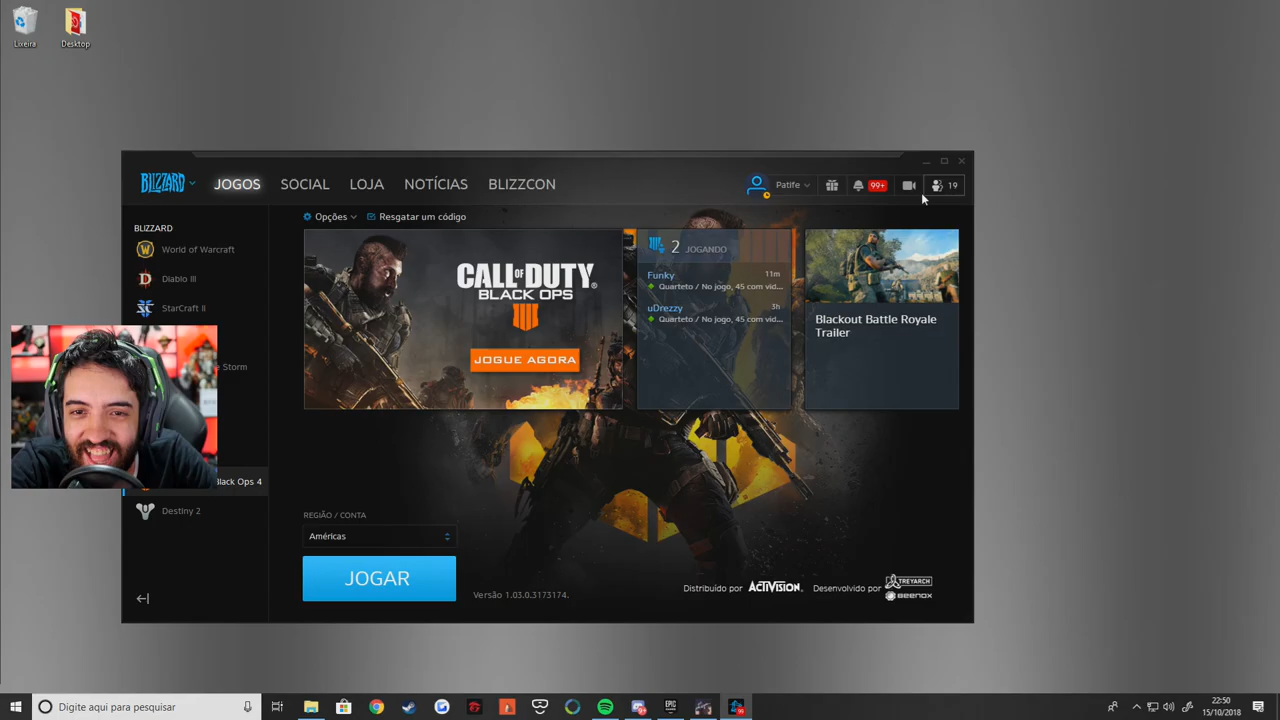 Lixeira
Desktop
BLIZZARD
JOGOS
SOCIAL
LOJA
NOTÍCIAS
BLIZZCON
Patife
99+
19
BLIZZARD
World of Warcraft
Diablo III
StarCraft II
e Storm
Black Ops 4
Destiny 2
Opções
Resgatar um código
CALL OF DUTY
BLACK OPS
JOGUE AGORA
2 JOGANDO
Funky 11m
Quarteto / No jogo, 45 com vid...
uDrezzy 3h
Quarteto / No jogo, 45 com vid...
Blackout Battle Royale
Trailer
REGIÃO / CONTA
Américas
JOGAR
Versão 1.03.0.3173174.
Distribuído por ACTIVISION. Desenvolvido por TREYARCH
BEENOX
Digite aqui para pesquisar
EPIC
22:50
15/10/2018